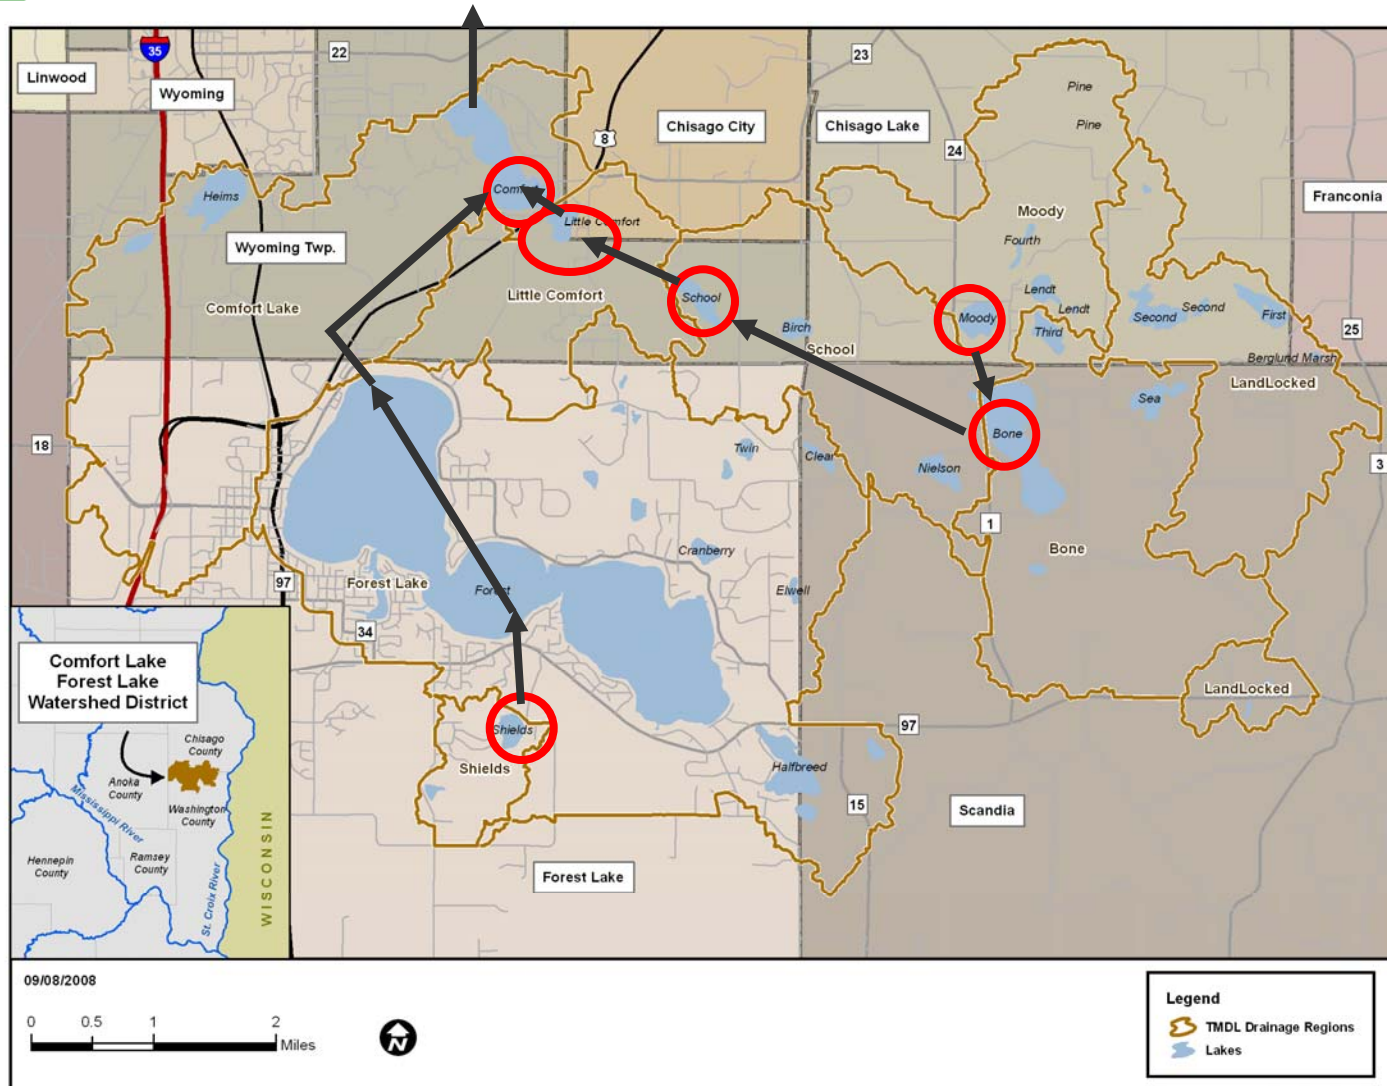 35
22
23
Linwood
Wyoming
Pine
8
Chisago City
Chisago Lake
Pine
24
Heims
Comfort
Franconia
Little Comfort
Moody
Wyoming Twp.
Fourth
Comfort Lake
Little Comfort
School
Lendt
Lendt
Second
Second
First
Moody
Birch
Third
25
School
Berglund Marsh
LandLocked
Sea
Bone
18
Twin
Clear
Nielson
3
1
Cranberry
Bone
97
Forest Lake
Forest
Elwell
34
Comfort Lake
Forest Lake
Watershed District
LandLocked
Shields
97
Chisago
County
Shields
Halfbreed
Anoka
County
Mississippi River
Washington
County
15
Scandia
Hennepin
County
Ramsey
County
St. Croix River
WISCONSIN
Forest Lake
09/08/2008
0 0.5 1 2
Miles
N
Legend
TMDL Drainage Regions
Lakes